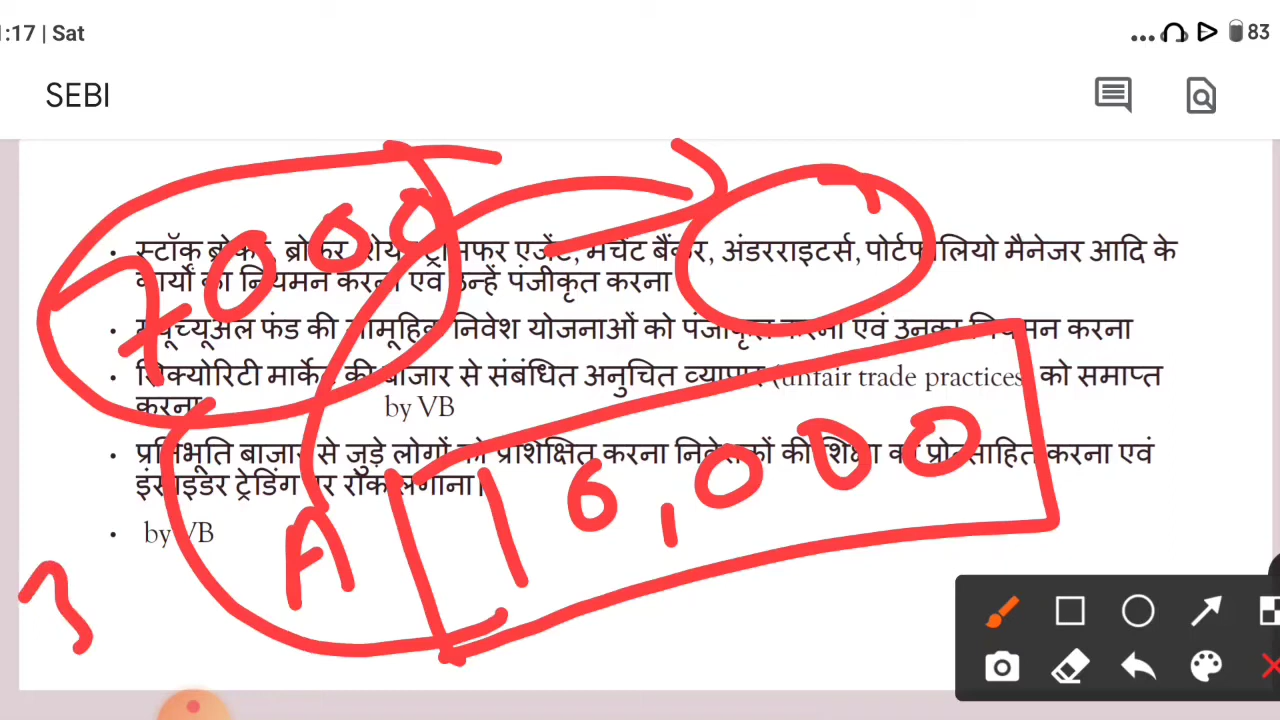 1:17 | Sat
83
SEBI
• स्टॉक ब्रोकर, ब्रोकर, शेयर ट्रांसफर एजेंट, मर्चेंट बैंकर, अंडरराइटर्स, पोर्टफोलियो मैनेजर आदि के
कार्यों का नियमन करना एवं उन्हें पंजीकृत करना
7000
• म्यूच्यूअल फंड की सामूहिक निवेश योजनाओं को पंजीकृत करना एवं उनका नियमन करना
• सिक्योरिटी मार्केट की बाजार से संबंधित अनुचित व्यापार (unfair trade practices) को समाप्त
करना by VB
• प्रतिभूति बाजार से जुड़े लोगों को प्रशिक्षित करना निवेशकों की शिक्षा को प्रोत्साहित करना एवं
इंसाइडर ट्रेडिंग पर रोक लगाना।
16,000
• by VB
A